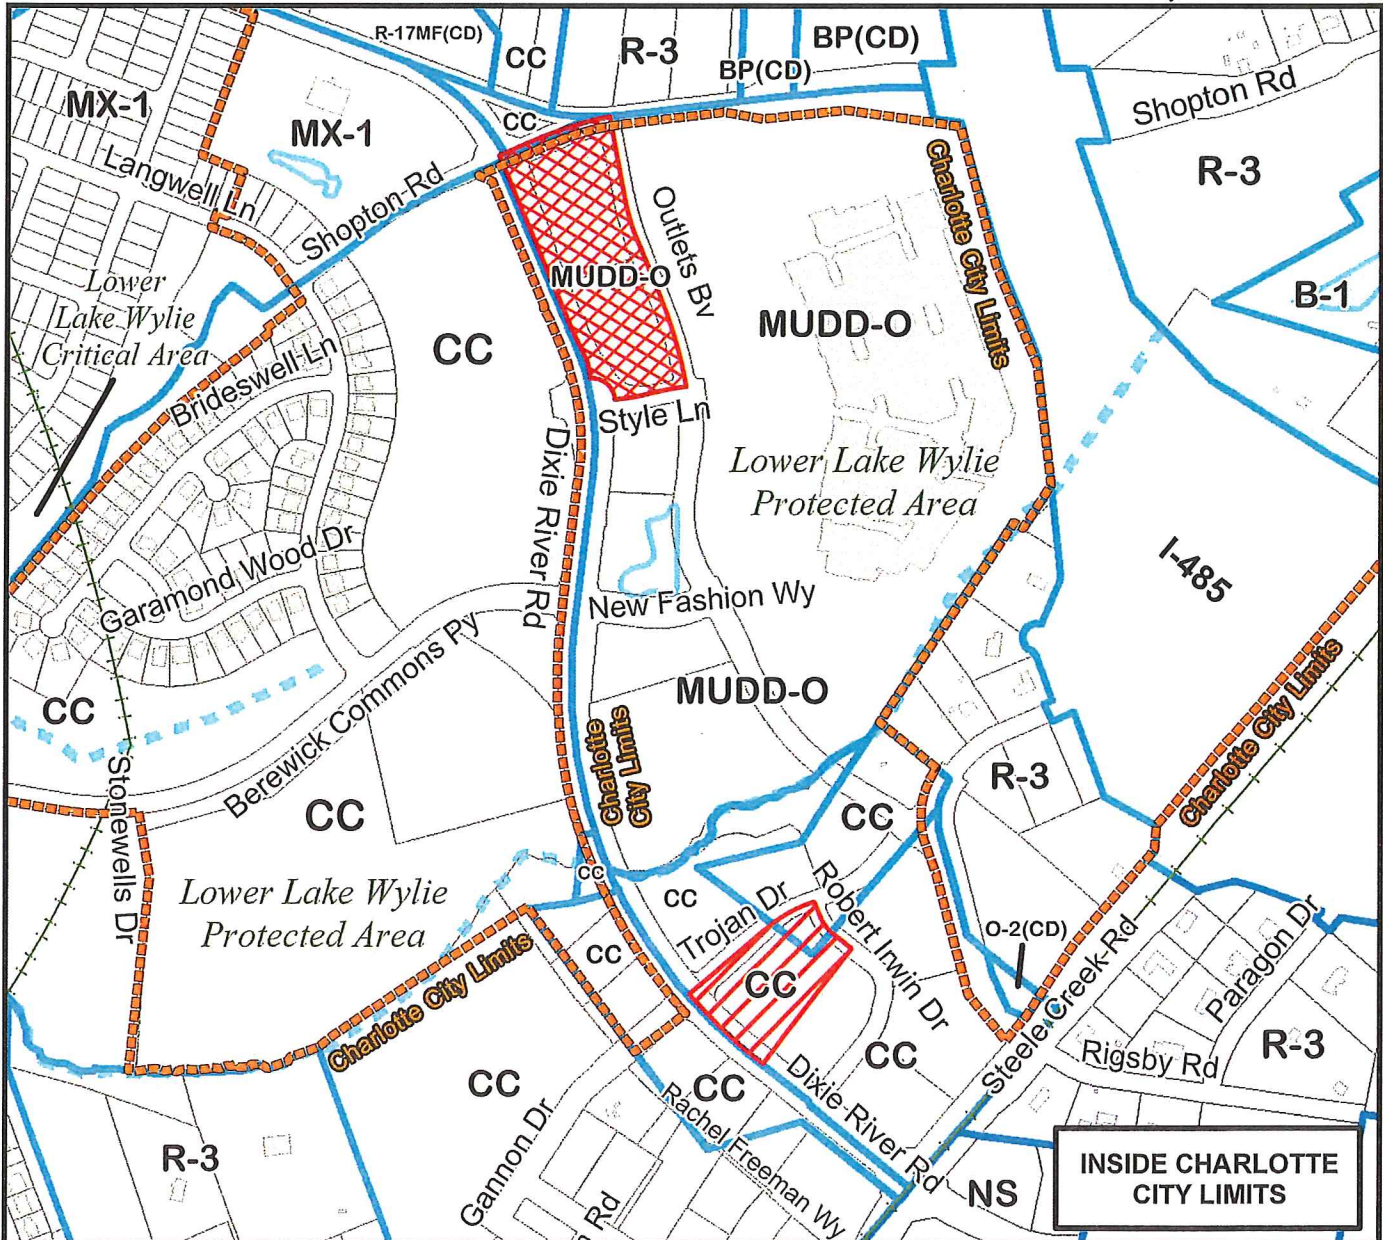 R-17MF(CD)
CC
R-3
BP(CD)
BP(CD)
Shopton Rd
MX-1
MX-1
CC
R-3
Langwell Ln
Shopton Rd
Outlets Bv
Charlotte City Limits
MUDD-O
B-1
Lower
Lake Wylie
Critical Area
CC
MUDD-O
Brideswell Ln
Style Ln
Dixie River Rd
Lower Lake Wylie
Protected Area
I-485
Garamond Wood Dr
New Fashion Wy
Berewick Commons Py
MUDD-O
CC
Charlotte
City Limits
Charlotte City Limits
Stonewells Dr
R-3
CC
CC
CC
Lower Lake Wylie
Protected Area
CC
Trojan Dr
Robert Irwin Dr
O-2(CD)
Paragon Dr
CC
CC
Charlotte City Limits
Steele Creek Rd
CC
Rigsby Rd
R-3
CC
CC
Dixie River Rd
Rachel Freeman Wy
Gannon Dr
R-3
Rd
NS
INSIDE CHARLOTTE
CITY LIMITS